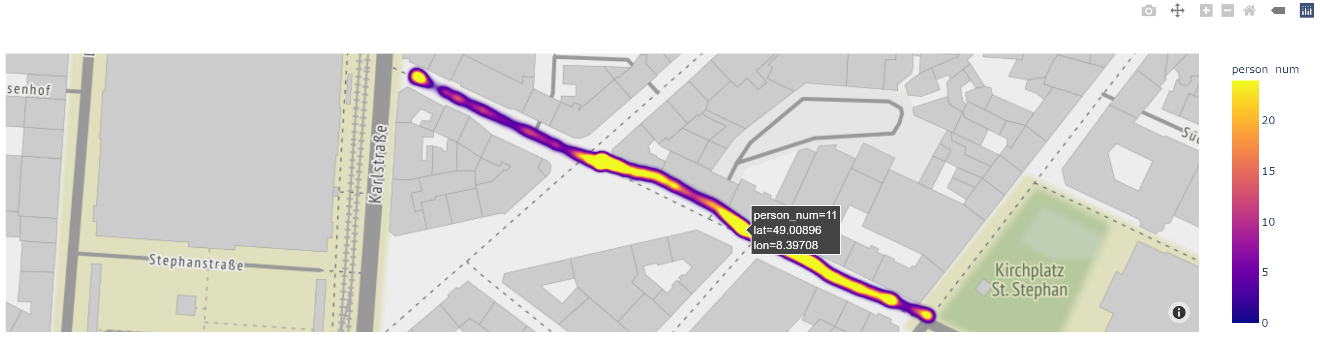 person_num
senhof
Karlstraße
Stephanstraße
person_num=11
lat=49.00896
lon=8.39708
Kirchplatz
St. Stephan
Süd
20
15
10
5
0